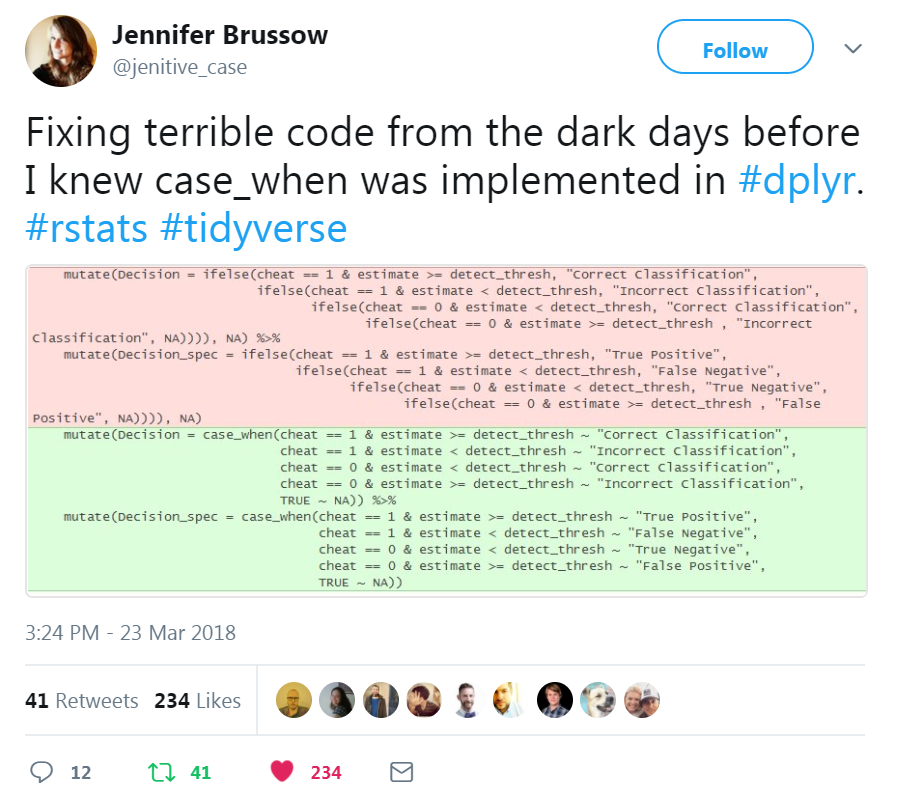 Jennifer Brussow
@jenitive_case
Follow
Fixing terrible code from the dark days before
I knew case_when was implemented in #dplyr.
#rstats #tidyverse
mutate(Decision = ifelse(cheat == 1 & estimate >= detect_thresh, "Correct Classification",
ifelse(cheat == 1 & estimate < detect_thresh, "Incorrect Classification",
ifelse(cheat == 0 & estimate < detect_thresh, "Correct Classification",
ifelse(cheat == 0 & estimate >= detect_thresh , "Incorrect
Classification", NA)))), NA) %>%
mutate(Decision_spec = ifelse(cheat == 1 & estimate >= detect_thresh, "True Positive",
ifelse(cheat == 1 & estimate < detect_thresh, "False Negative",
ifelse(cheat == 0 & estimate < detect_thresh, "True Negative",
ifelse(cheat == 0 & estimate >= detect_thresh , "False
Positive", NA)))), NA)
mutate(Decision = case_when(cheat == 1 & estimate >= detect_thresh ~ "Correct Classification",
cheat == 1 & estimate < detect_thresh ~ "Incorrect Classification",
cheat == 0 & estimate < detect_thresh ~ "Correct Classification",
cheat == 0 & estimate >= detect_thresh ~ "Incorrect Classification",
TRUE ~ NA)) %>%
mutate(Decision_spec = case_when(cheat == 1 & estimate >= detect_thresh ~ "True Positive",
cheat == 1 & estimate < detect_thresh ~ "False Negative",
cheat == 0 & estimate < detect_thresh ~ "True Negative",
cheat == 0 & estimate >= detect_thresh ~ "False Positive",
TRUE ~ NA))
3:24 PM - 23 Mar 2018
41 Retweets 234 Likes
12 41 234